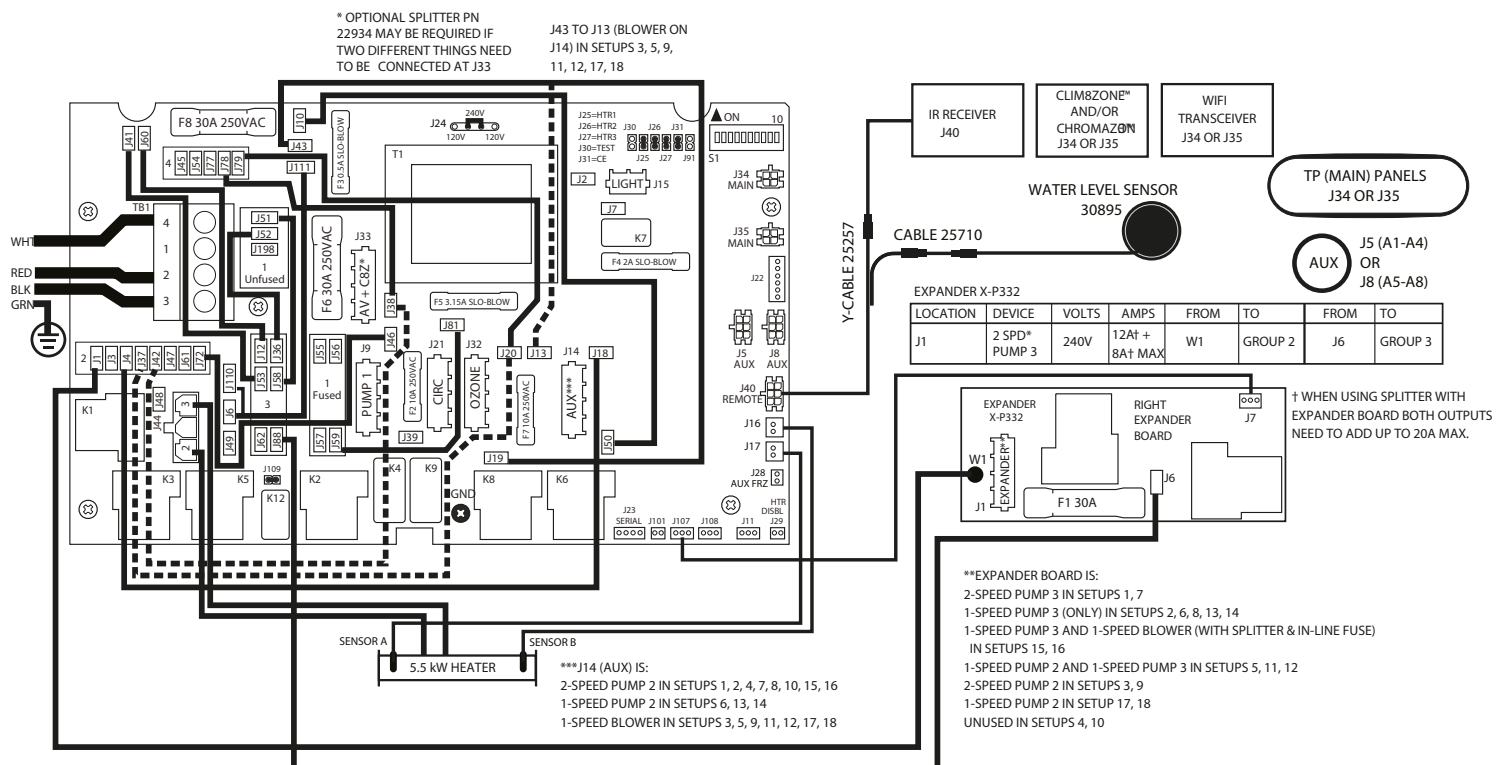 * OPTIONAL SPLITTER PN
22934 MAY BE REQUIRED IF
TWO DIFFERENT THINGS NEED
TO BE CONNECTED AT J33
J43 TO J13 (BLOWER ON
J14) IN SETUPS 3, 5, 9,
11, 12, 17, 18
J41
J60
F8 30A 250VAC
J10
J43
4
J45
J54
J77
J78
J79
J111
F3 0.5A SLO-BLOW
J24
240V
120V
120V
T1
J25=HTR1
J26=HTR2
J27=HTR3
J30=TEST
J31=CE
J30
J26
J31
J25
J27
J91
ON
10
S1
J2
LIGHT
J15
J7
K7
F4 2A SLO-BLOW
J34
MAIN
J35
MAIN
J22
TB1
4
1
2
3
WHT
RED
BLK
GRN
J51
J52
J198
1
Unfused
F6 30A 250VAC
J33
AV + C8Z*
J38
F5 3.15A SLO-BLOW
J46
J81
2
J1
J3
J4
J37
J42
J47
J61
J72
J12
J36
J53
J58
3
J62
J88
J110
J6
J49
J48
J44
3
2
J55
J56
1
Fused
J57
J59
J9
PUMP 1
F2 10A 250VAC
J21
CIRC
J32
OZONE
J39
J20
J13
F7 10A 250VAC
J14
AUX***
J18
J50
J19
J5
AUX
J8
AUX
J40
REMOTE
J16
J17
J28
AUX FRZ
HTR
DISBL
J29
K1
K3
K5
J109
K12
K2
K4
K9
GND
K8
K6
J23
SERIAL
J101
J107
J108
J11
SENSOR A
SENSOR B
5.5 kW HEATER
***J14 (AUX) IS:
2-SPEED PUMP 2 IN SETUPS 1, 2, 4, 7, 8, 10, 15, 16
1-SPEED PUMP 2 IN SETUPS 6, 13, 14
1-SPEED BLOWER IN SETUPS 3, 5, 9, 11, 12, 17, 18
IR RECEIVER
J40
CLIM8ZONE™
AND/OR
CHROMAZON™
J34 OR J35
WIFI
TRANSCEIVER
J34 OR J35
TP (MAIN) PANELS
J34 OR J35
WATER LEVEL SENSOR
30895
Y-CABLE 25257
CABLE 25710
AUX
J5 (A1-A4)
OR
J8 (A5-A8)
EXPANDER X-P332
LOCATION DEVICE VOLTS AMPS FROM TO FROM TO
J1 2 SPD* PUMP 3 240V 12A† + 8A† MAX W1 GROUP 2 J6 GROUP 3
EXPANDER
X-P332
RIGHT
EXPANDER
BOARD
J7
W1
EXPANDER**
J1
F1 30A
J6
† WHEN USING SPLITTER WITH
EXPANDER BOARD BOTH OUTPUTS
NEED TO ADD UP TO 20A MAX.
**EXPANDER BOARD IS:
2-SPEED PUMP 3 IN SETUPS 1, 7
1-SPEED PUMP 3 (ONLY) IN SETUPS 2, 6, 8, 13, 14
1-SPEED PUMP 3 AND 1-SPEED BLOWER (WITH SPLITTER & IN-LINE FUSE)
IN SETUPS 15, 16
1-SPEED PUMP 2 AND 1-SPEED PUMP 3 IN SETUPS 5, 11, 12
2-SPEED PUMP 2 IN SETUPS 3, 9
1-SPEED PUMP 2 IN SETUP 17, 18
UNUSED IN SETUPS 4, 10